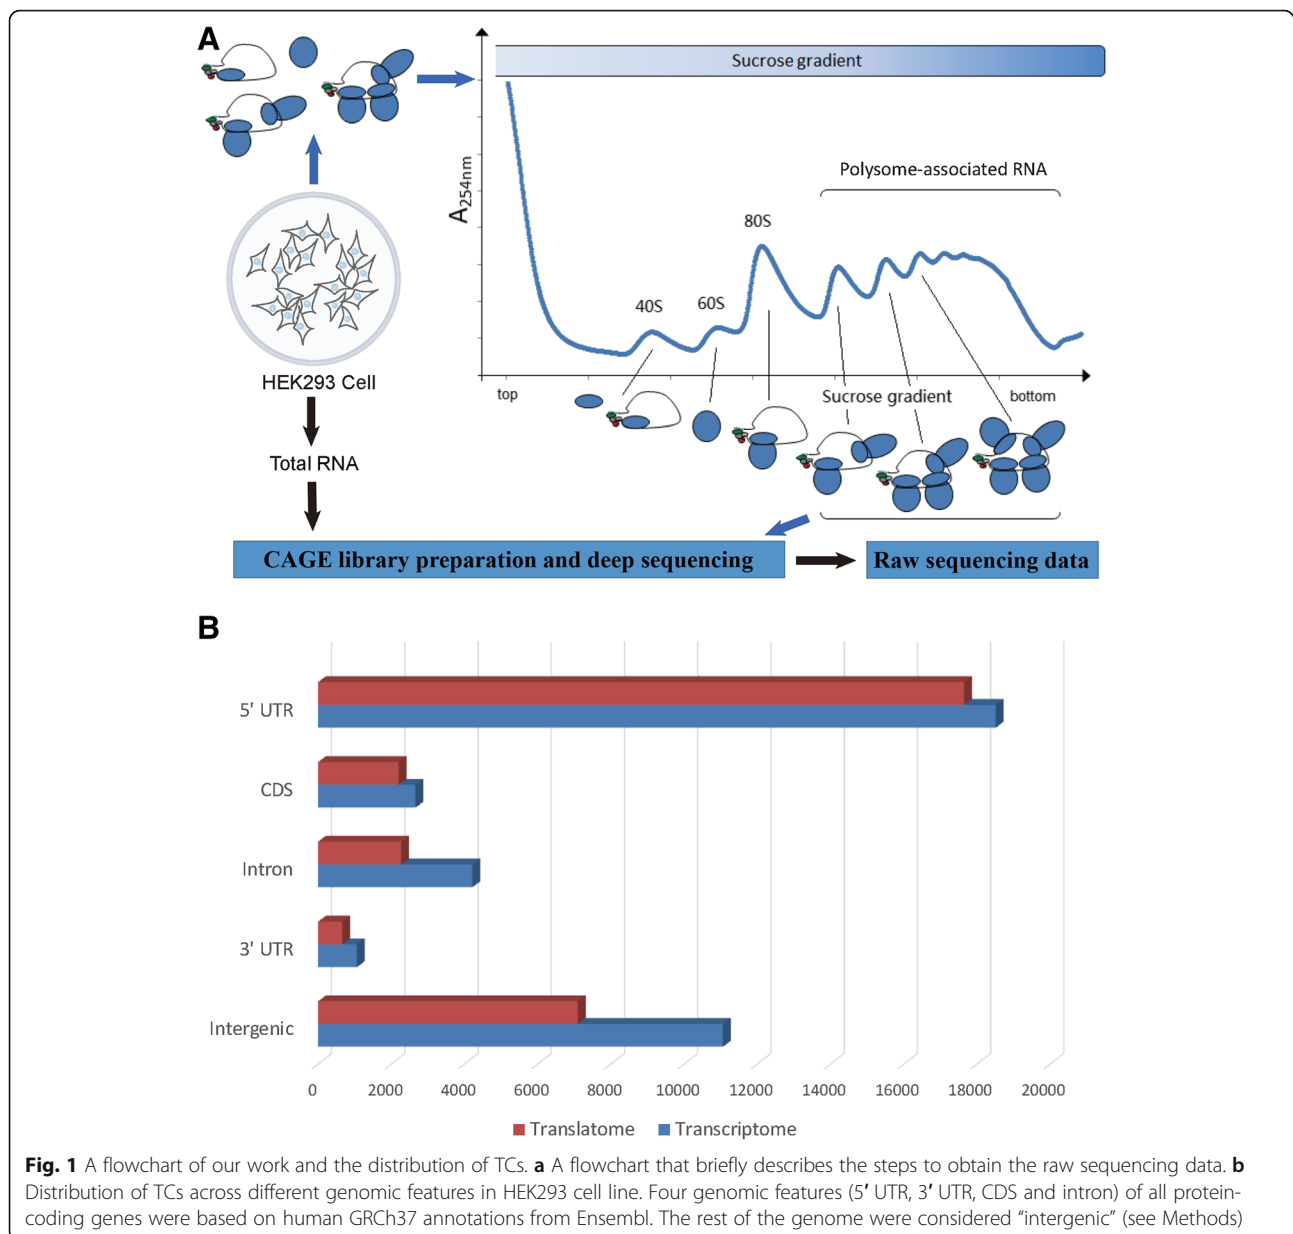 A
Sucrose gradient
A254nm
Polysome-associated RNA
80S
40S
60S
HEK293 Cell
top
Sucrose gradient
bottom
Total RNA
CAGE library preparation and deep sequencing
Raw sequencing data
B
5′ UTR
CDS
Intron
3′ UTR
Intergenic
0 2000 4000 6000 8000 10000 12000 14000 16000 18000 20000
Translatome Transcriptome
Fig. 1 A flowchart of our work and the distribution of TCs. a A flowchart that briefly describes the steps to obtain the raw sequencing data. b
Distribution of TCs across different genomic features in HEK293 cell line. Four genomic features (5′ UTR, 3′ UTR, CDS and intron) of all protein-
coding genes were based on human GRCh37 annotations from Ensembl. The rest of the genome were considered “intergenic” (see Methods)